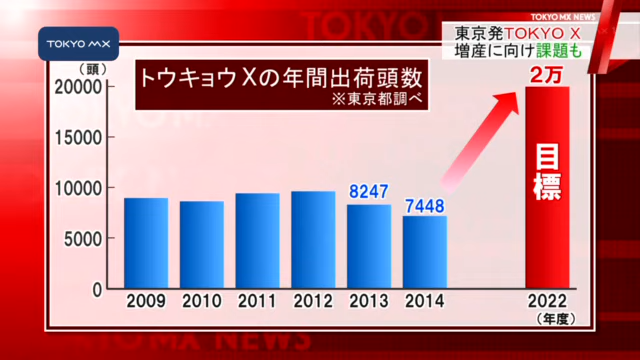 TOKYO MX NEWS
TOKYO MX
東京発TOKYO X
増産に向け課題も
トウキョウXの年間出荷頭数
※東京都調べ
(頭)
20000
15000
10000
5000
0
8247
7448
2万
目標
2009 2010 2011 2012 2013 2014 2022
(年度)
TOKYO MX NEWS